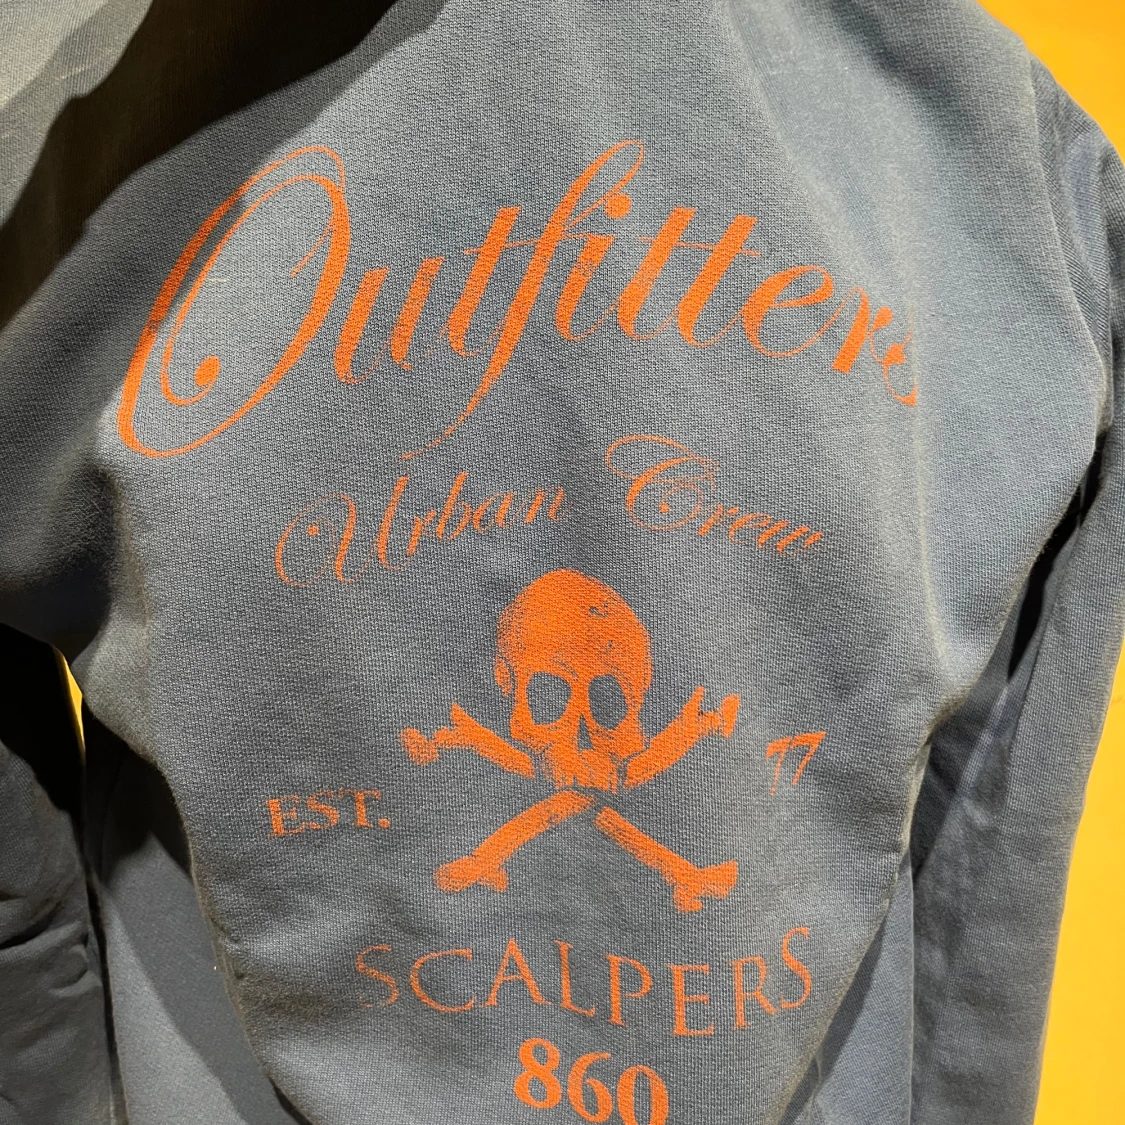 Outfitters
Urban Crew
EST. 77
SCALPERS
860